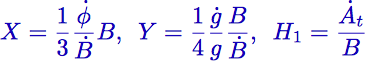 $X = \frac{1}{3} \frac{\dot{\phi}}{\dot{B}} B, \;\; Y = \frac{1}{4} \frac{\dot{g}}{g} \frac{B}{\dot{B}}, \;\; H_1 = \frac{\dot{A}_t}{B}$